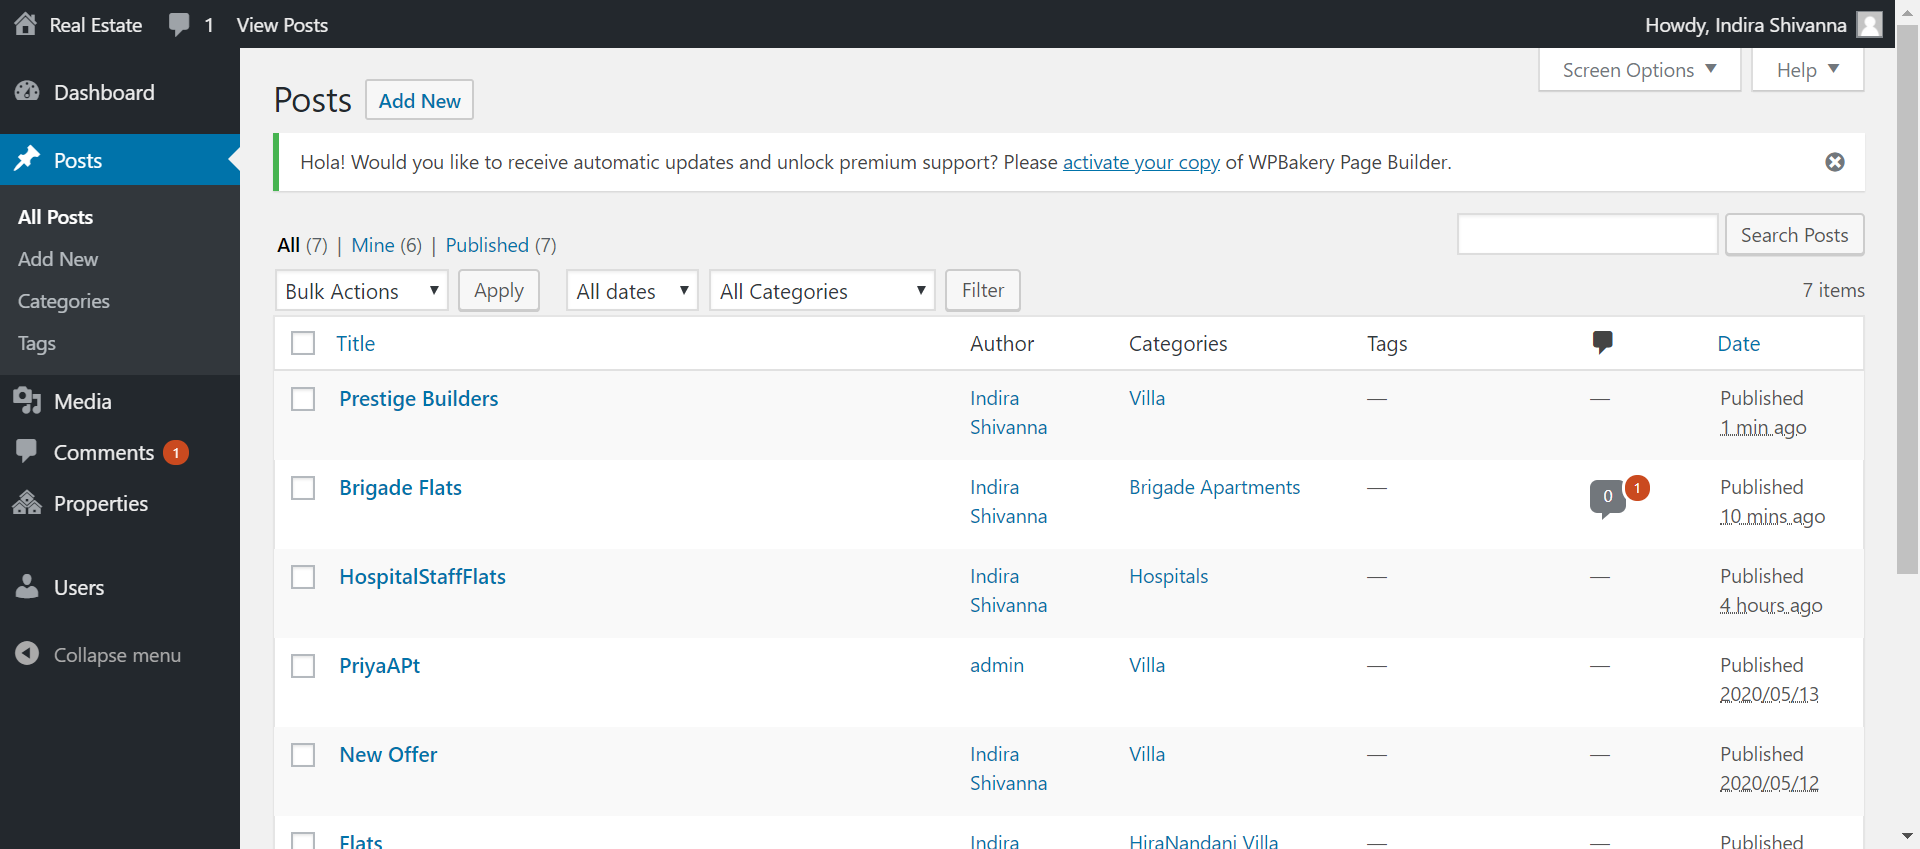 Real Estate 1 View Posts Howdy, Indira Shivanna
Dashboard
Posts
All Posts
Add New
Categories
Tags
Media
Comments 1
Properties
Users
Collapse menu
Screen Options ▼ Help ▼
Posts Add New
Hola! Would you like to receive automatic updates and unlock premium support? Please activate your copy of WPBakery Page Builder.
All (7) | Mine (6) | Published (7)
Search Posts
Bulk Actions Apply All dates All Categories Filter 7 items
Title Author Categories Tags Date
Prestige Builders Indira Villa — — Published
Shivanna 1 min ago
Brigade Flats Indira Brigade Apartments — 0 1 Published
Shivanna 10 mins ago
HospitalStaffFlats Indira Hospitals — — Published
Shivanna 4 hours ago
PriyaAPt admin Villa — — Published
2020/05/13
New Offer Indira Villa — — Published
Shivanna 2020/05/12
Flats Indira HiraNandani Villa — — Published